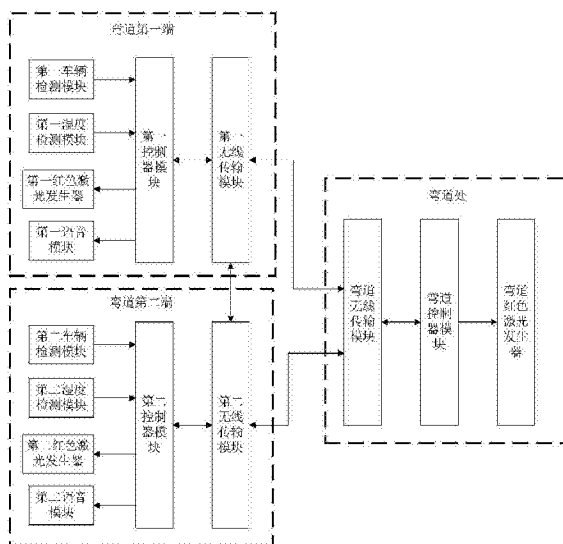 弯道第一端
第一车辆
检测模块
第一湿度
检测模块
第一红色激
光发生器
第一语音
模块
第一控制器模块
第一无线传输模块
弯道第二端
第二车辆
检测模块
第二湿度
检测模块
第二红色激
光发生器
第二语音
模块
第二控制器模块
第二无线传输模块
弯道处
弯道无线传输模块
弯道控制器模块
弯道红色激光发生器